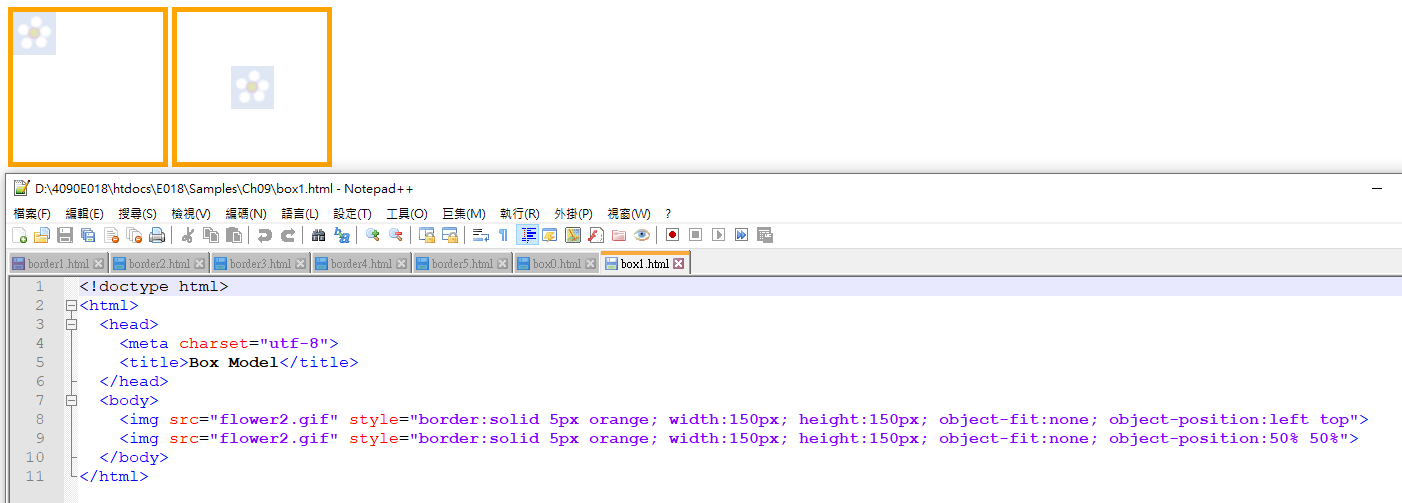 D:\4090E018\htdocs\E018\Samples\Ch09\box1.html - Notepad++
檔案(F) 編輯(E) 搜尋(S) 檢視(V) 編碼(N) 語言(L) 設定(T) 工具(O) 巨集(M) 執行(R) 外掛(P) 視窗(W) ?
border1.html border2.html border3.html border4.html border5.html box0.html box1.html
1 <!doctype html>
2 <html>
3 <head>
4 <meta charset="utf-8">
5 <title>Box Model</title>
6 </head>
7 <body>
8 <img src="flower2.gif" style="border:solid 5px orange; width:150px; height:150px; object-fit:none; object-position:left top">
9 <img src="flower2.gif" style="border:solid 5px orange; width:150px; height:150px; object-fit:none; object-position:50% 50%">
10 </body>
11 </html>